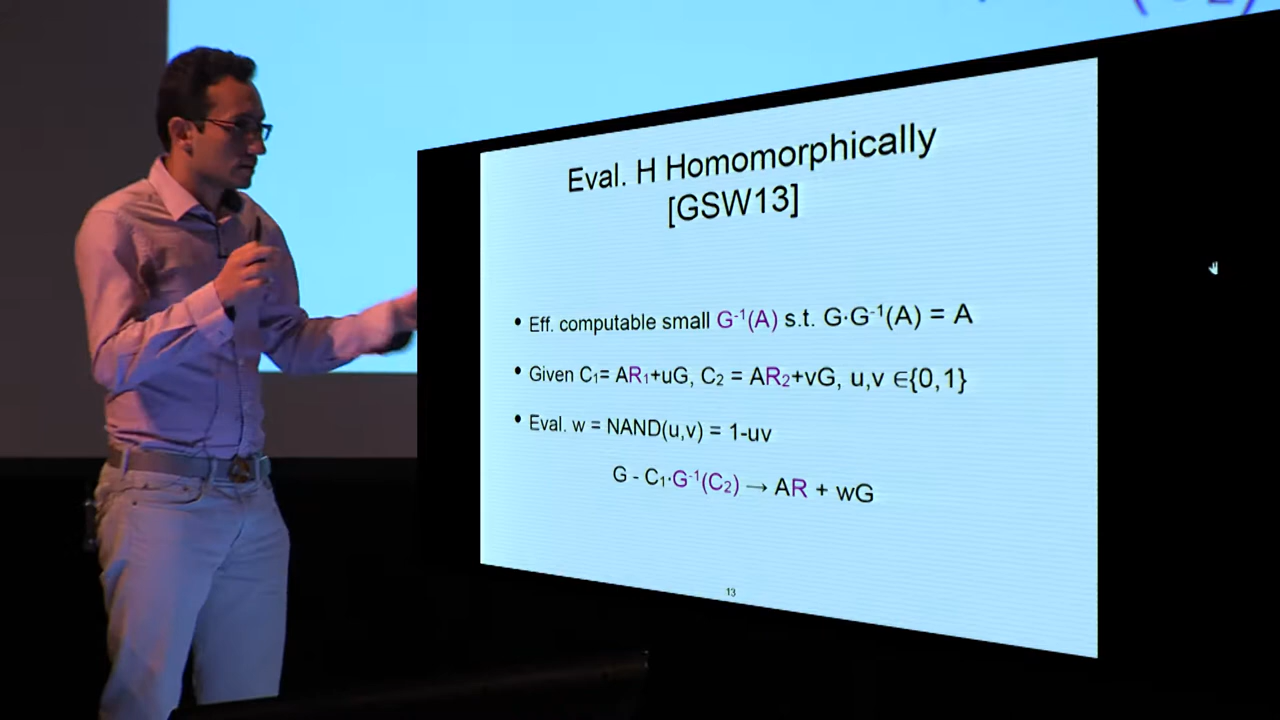 Eval. H Homomorphically
[GSW13]
• Eff. computable small G⁻¹(A) s.t. G·G⁻¹(A) = A
• Given C₁= AR₁+uG, C₂ = AR₂+vG, u,v ∈{0,1}
• Eval. w = NAND(u,v) = 1-uv
G - C₁·G⁻¹(C₂) → AR + wG
13